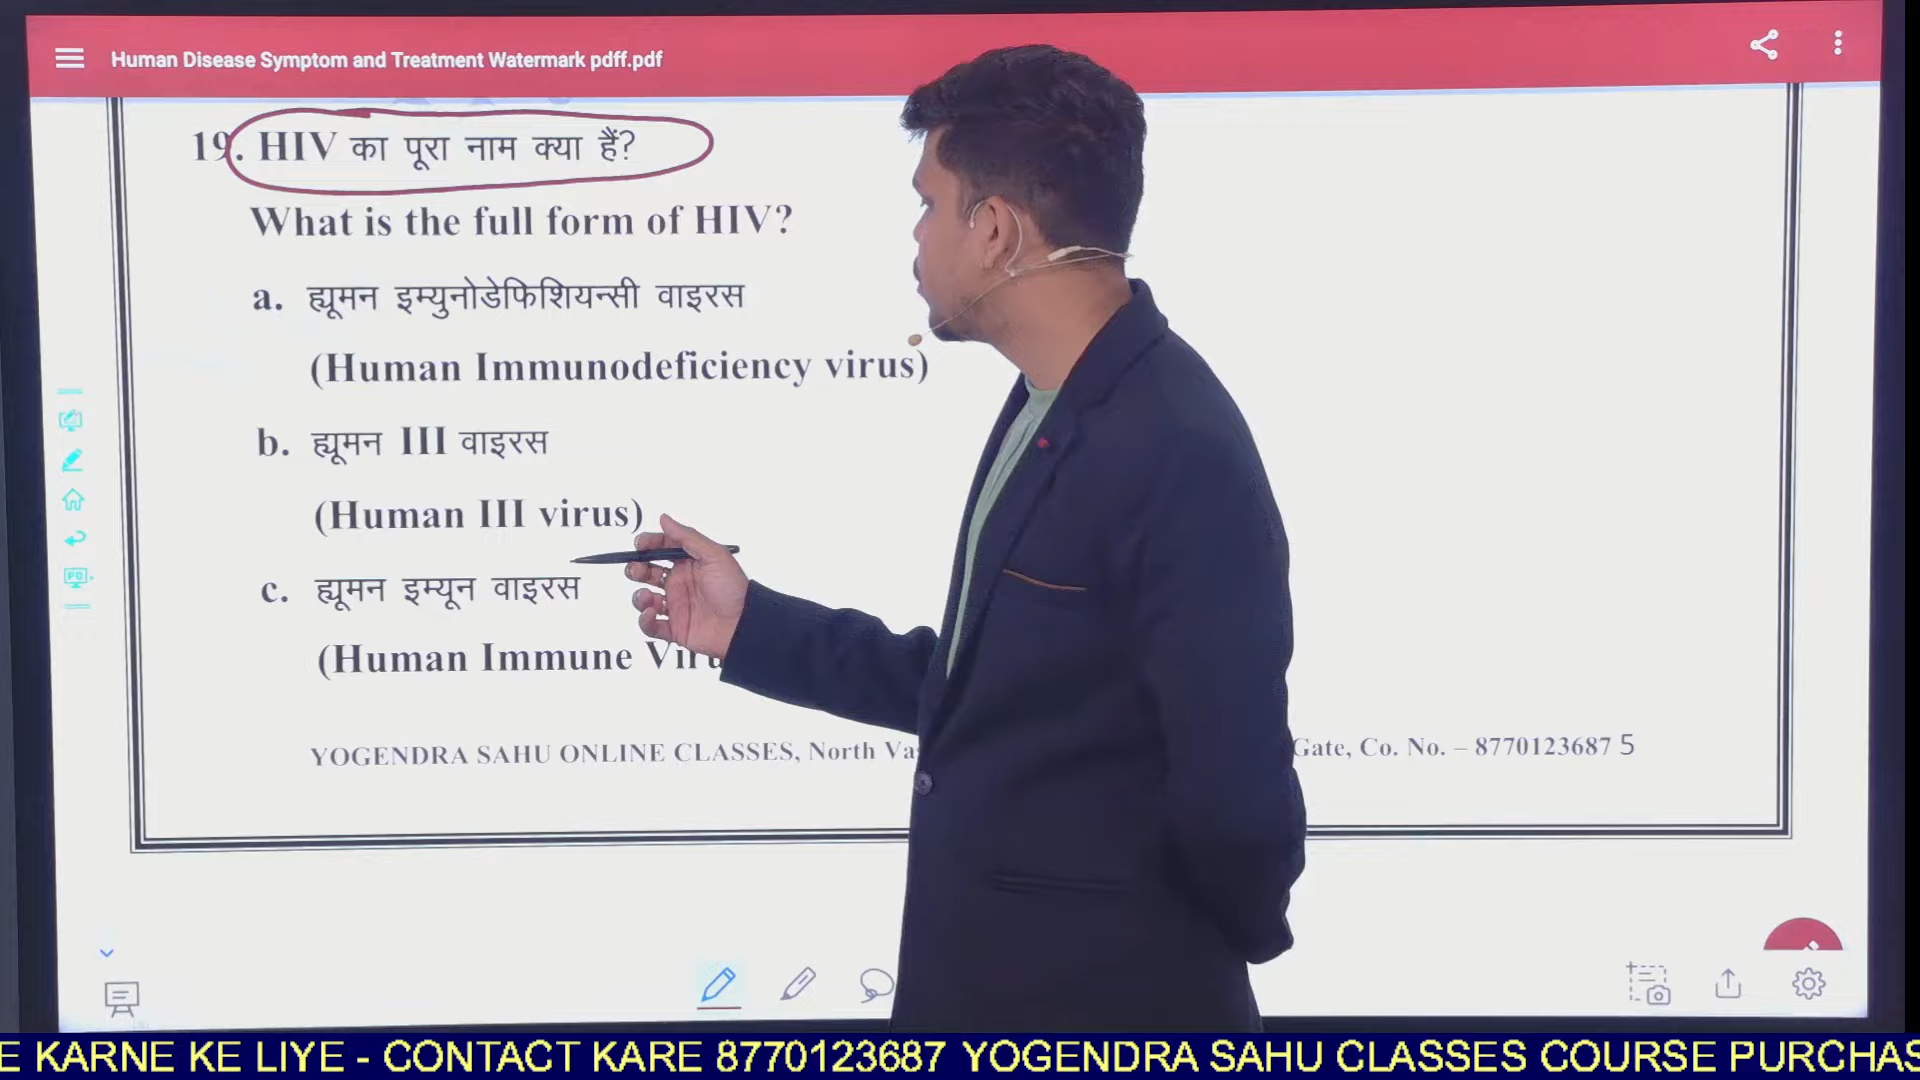 Human Disease Symptom and Treatment Watermark pdff.pdf
19. HIV का पूरा नाम क्या हैं?
What is the full form of HIV?
a. ह्यूमन इम्युनोडेफिशियन्सी वाइरस
(Human Immunodeficiency virus)
b. ह्यूमन III वाइरस
(Human III virus)
c. ह्यूमन इम्यून वाइरस
(Human Immune
YOGENDRA SAHU ONLINE CLASSES, North Gate, Co. No. – 8770123687 5
E KARNE KE LIYE - CONTACT KARE 8770123687 YOGENDRA SAHU CLASSES COURSE PURCHAS